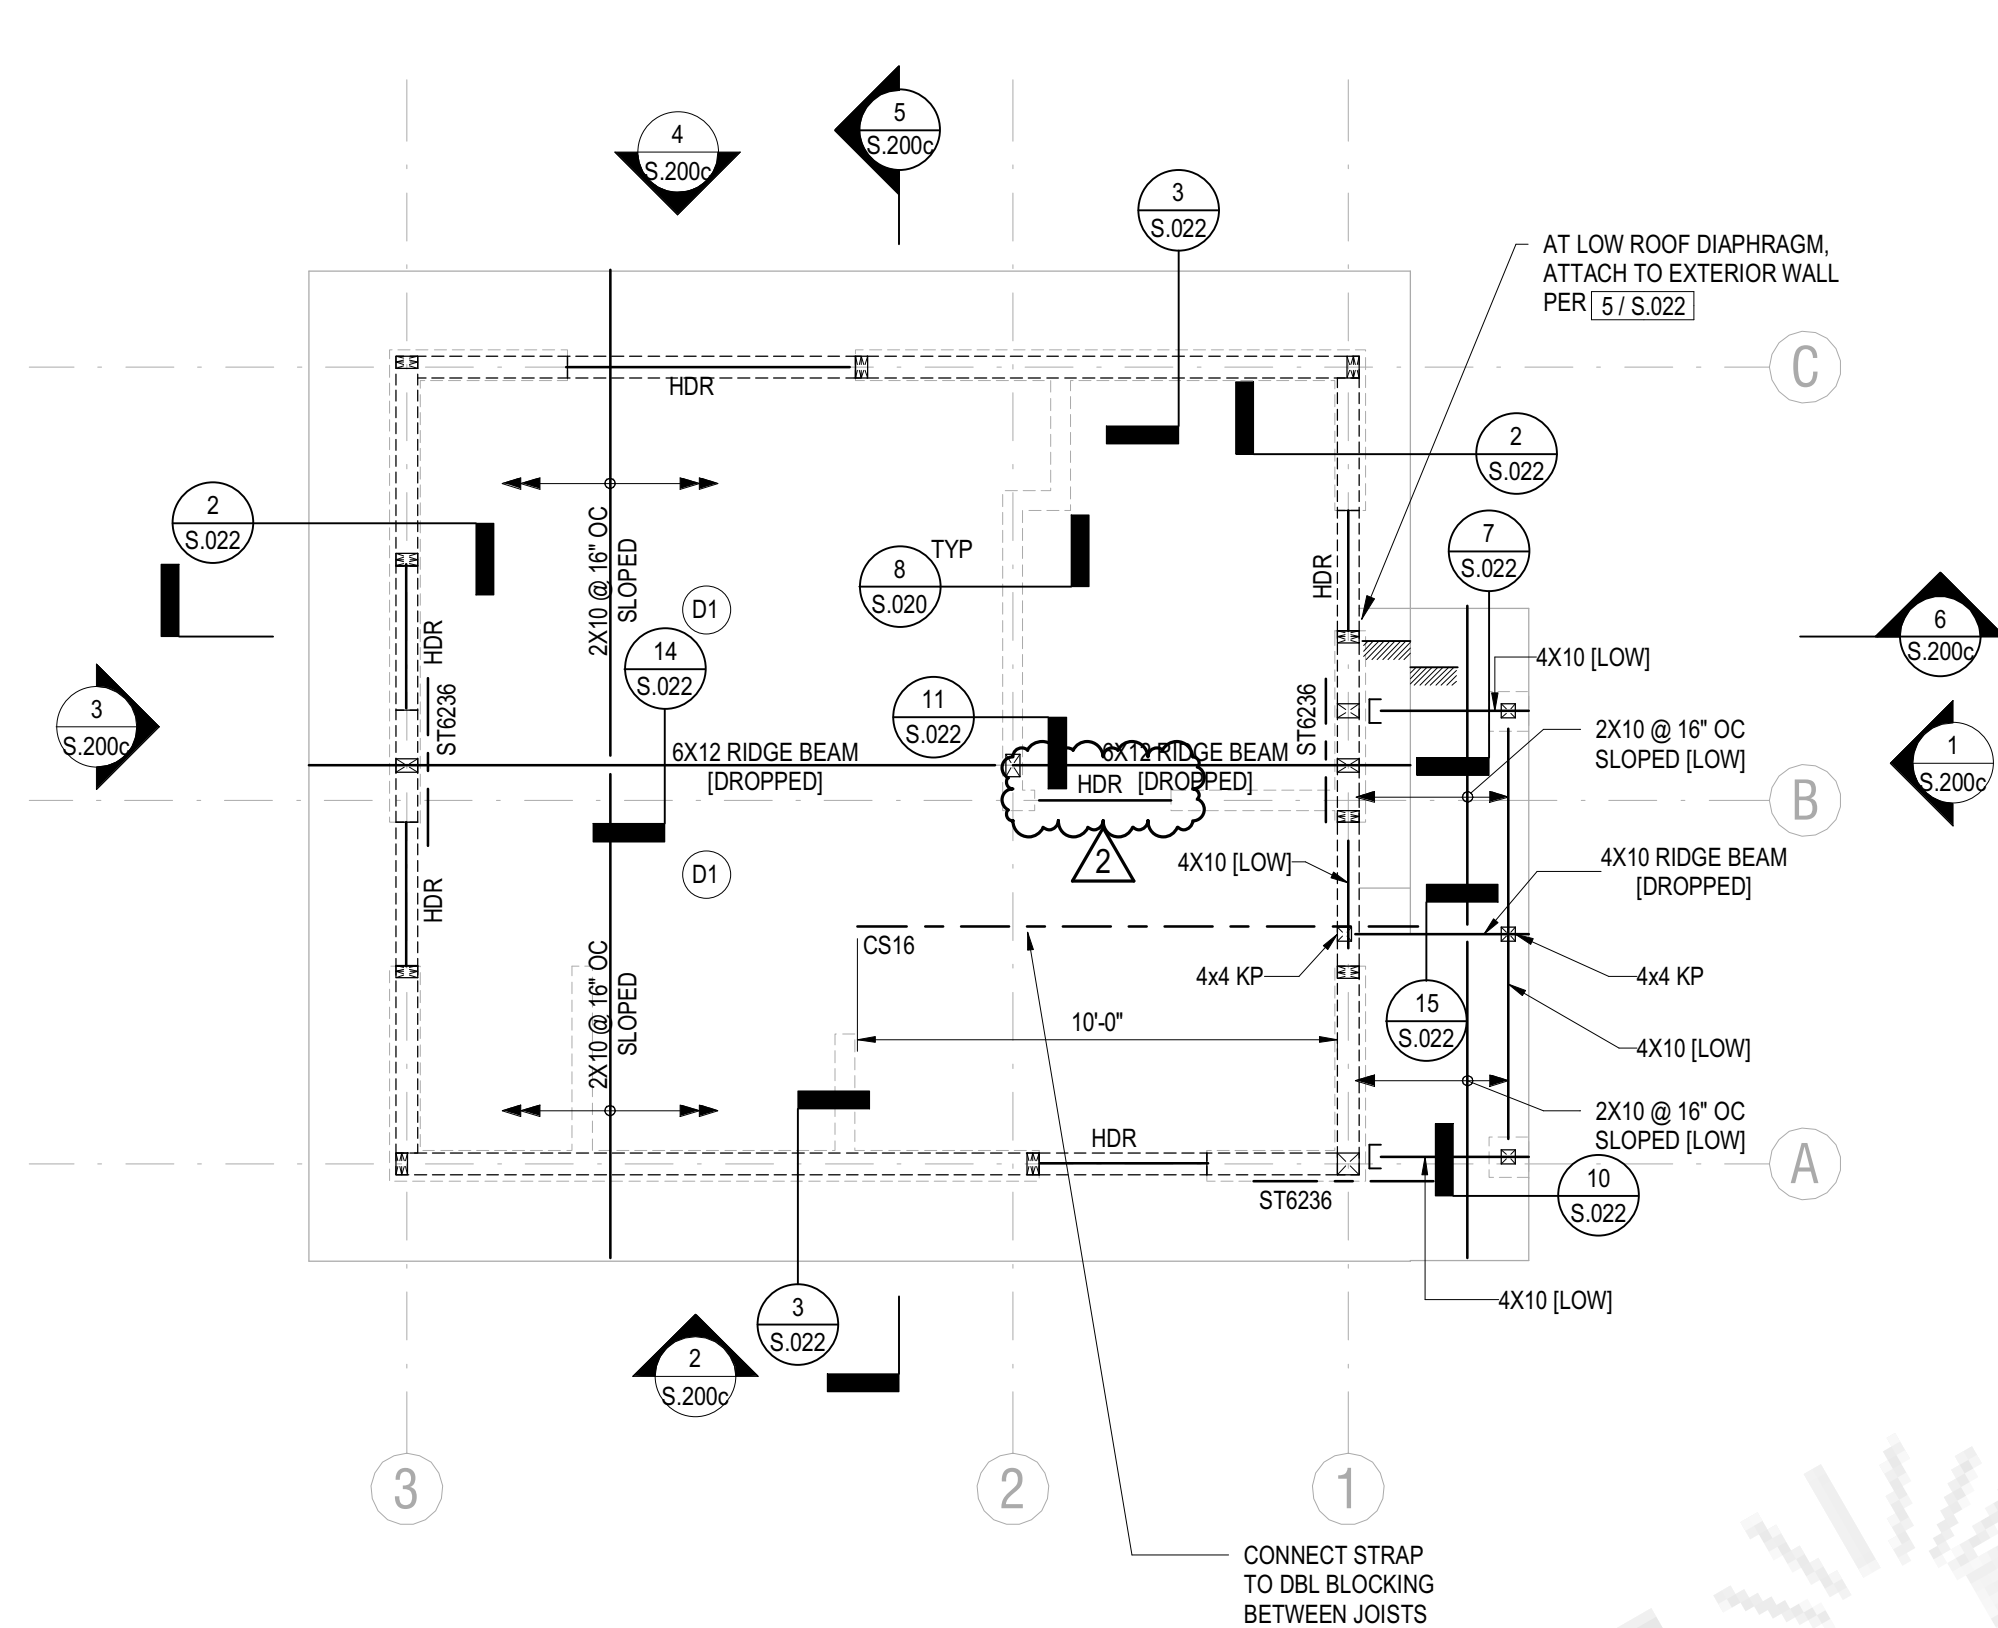 5
S.200c
4
S.200c
3
S.022
AT LOW ROOF DIAPHRAGM,
ATTACH TO EXTERIOR WALL
PER 5 / S.022
C
HDR
2
S.022
2
S.022
7
S.022
TYP
8
S.020
2X10 @ 16" OC
SLOPED
D1
HDR
HDR
14
S.022
6
S.200c
4X10 [LOW]
3
S.200c
ST6236
11
S.022
ST6236
2X10 @ 16" OC
SLOPED [LOW]
1
S.200c
6X12 RIDGE BEAM
[DROPPED]
6X12 RIDGE BEAM
[DROPPED]
HDR
B
2
4X10 [LOW]
4X10 RIDGE BEAM
[DROPPED]
D1
HDR
CS16
2X10 @ 16" OC
SLOPED
4x4 KP
4x4 KP
15
S.022
10'-0"
4X10 [LOW]
HDR
2X10 @ 16" OC
SLOPED [LOW]
A
ST6236
10
S.022
3
S.022
4X10 [LOW]
2
S.200c
3
2
1
CONNECT STRAP
TO DBL BLOCKING
BETWEEN JOISTS